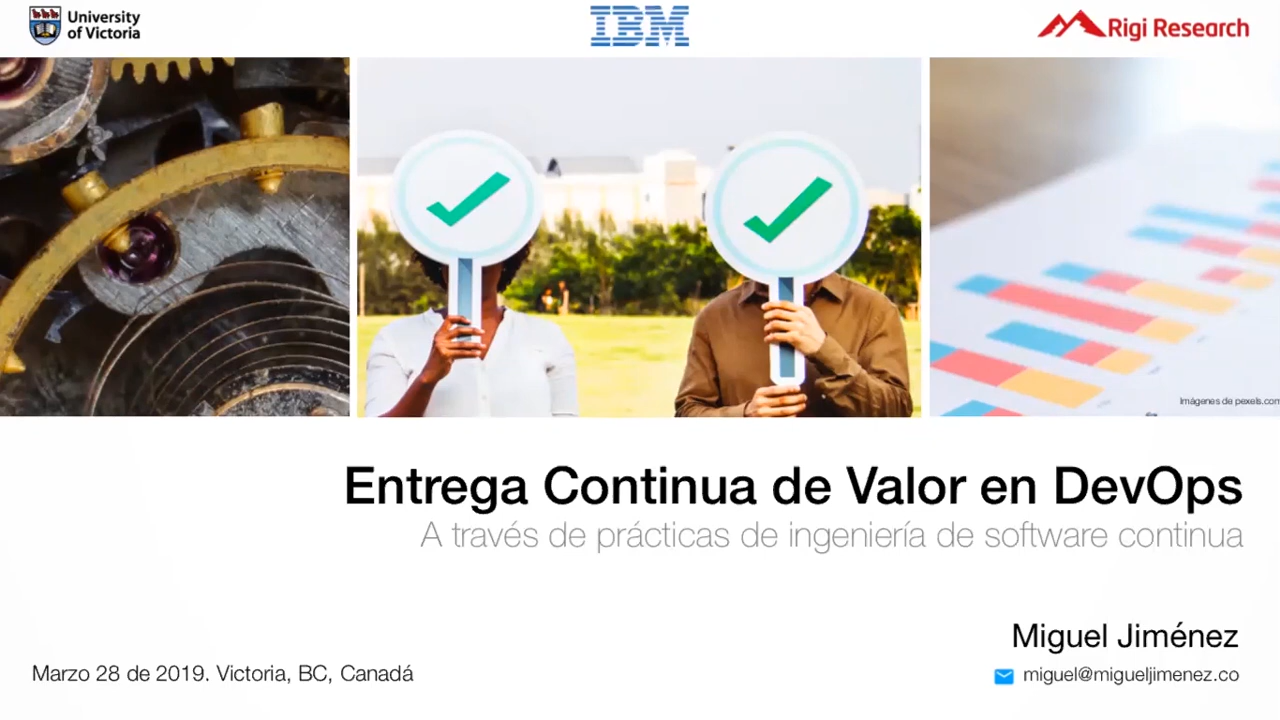 University
of Victoria
IBM
Rigi Research
Imágenes de pexels.com
Entrega Continua de Valor en DevOps
A través de prácticas de ingeniería de software continua
Miguel Jiménez
Marzo 28 de 2019. Victoria, BC, Canadá
miguel@migueljimenez.co